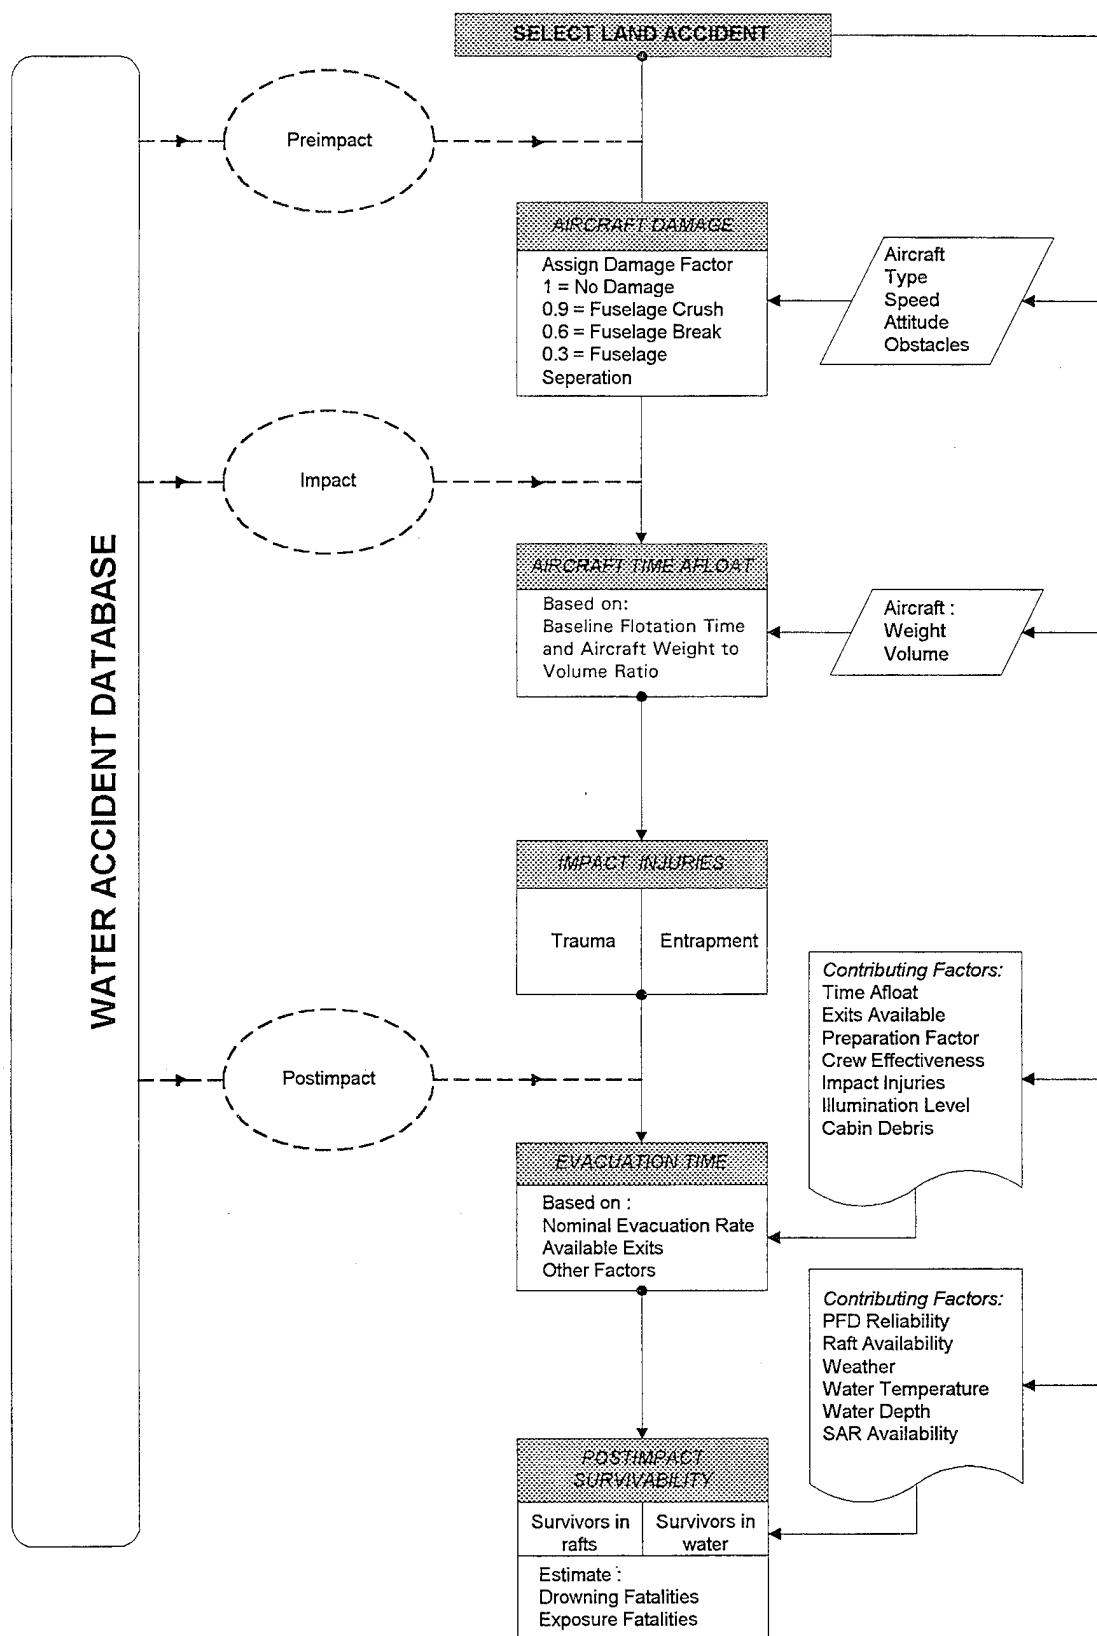 SELECT LAND ACCIDENT
WATER ACCIDENT DATABASE
Preimpact
AIRCRAFT DAMAGE
Assign Damage Factor
1 = No Damage
0.9 = Fuselage Crush
0.6 = Fuselage Break
0.3 = Fuselage
Seperation
Aircraft
Type
Speed
Attitude
Obstacles
Impact
AIRCRAFT TIME AFLOAT
Based on:
Baseline Flotation Time
and Aircraft Weight to
Volume Ratio
Aircraft :
Weight
Volume
IMPACT INJURIES
Trauma
Entrapment
Contributing Factors:
Time Afloat
Exits Available
Preparation Factor
Crew Effectiveness
Impact Injuries
Illumination Level
Cabin Debris
Postimpact
EVACUATION TIME
Based on :
Nominal Evacuation Rate
Available Exits
Other Factors
Contributing Factors:
PFD Reliability
Raft Availability
Weather
Water Temperature
Water Depth
SAR Availability
POSTIMPACT
SURVIVABILITY
Survivors in
rafts
Survivors in
water
Estimate :
Drowning Fatalities
Exposure Fatalities